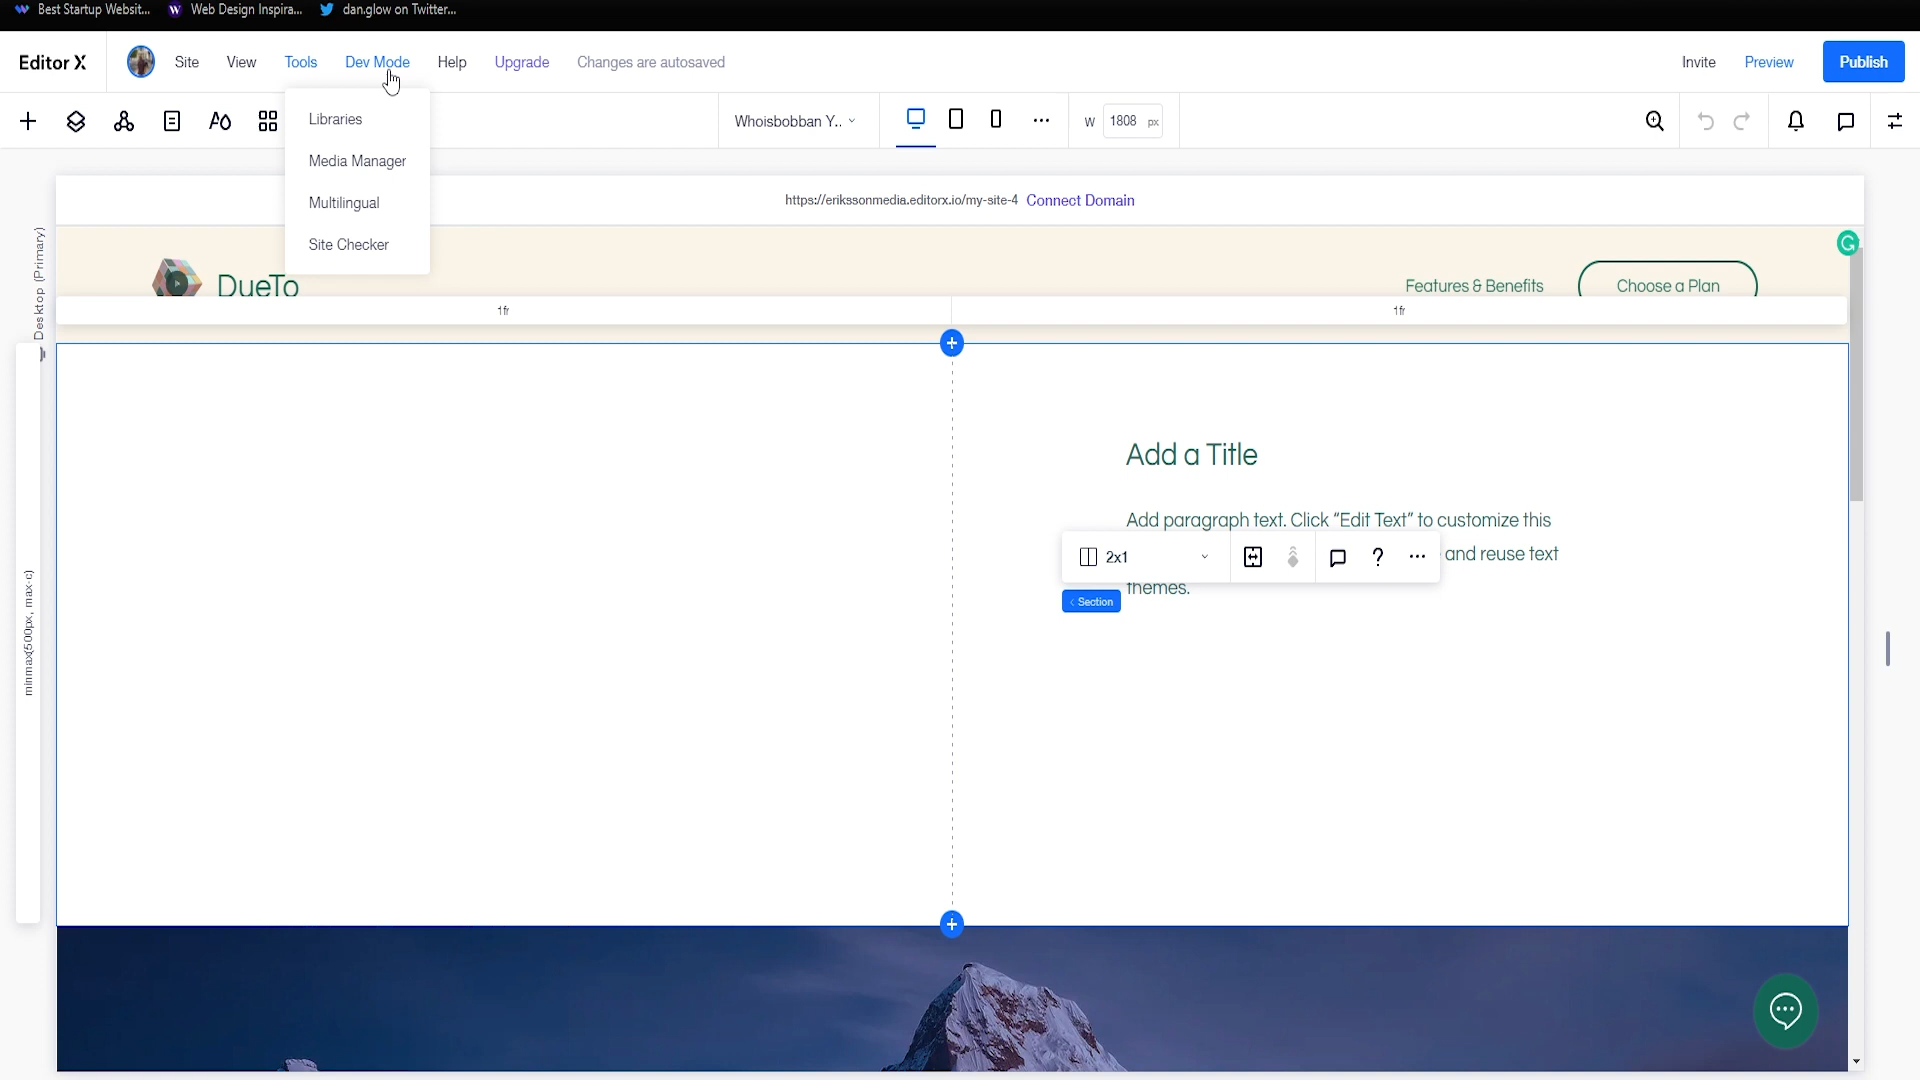 Best Startup Websit...
Web Design Inspira...
dan.glow on Twitter...
Editor X
Site
View
Tools
Dev Mode
Help
Upgrade
Changes are autosaved
Invite
Preview
Publish
Whoisbobban Y..
W 1808 px
Libraries
Media Manager
Multilingual
Site Checker
https://erikssonmedia.editorx.io/my-site-4 Connect Domain
Desktop (Primary)
DueTo
Features & Benefits
Choose a Plan
1fr
1fr
minmax(500px, max-c)
Add a Title
Add paragraph text. Click “Edit Text” to customize this
and reuse text
themes.
2x1
?
< Section